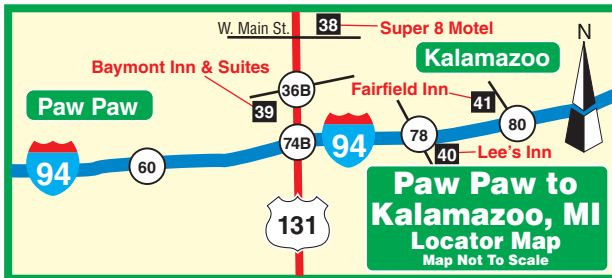 W. Main St.
38
Super 8 Motel
N
Baymont Inn & Suites
36B
Kalamazoo
Fairfield Inn
39
41
Paw Paw
94
60
74B
94
78
80
40
Lee's Inn
131
Paw Paw to
Kalamazoo, MI
Locator Map
Map Not To Scale